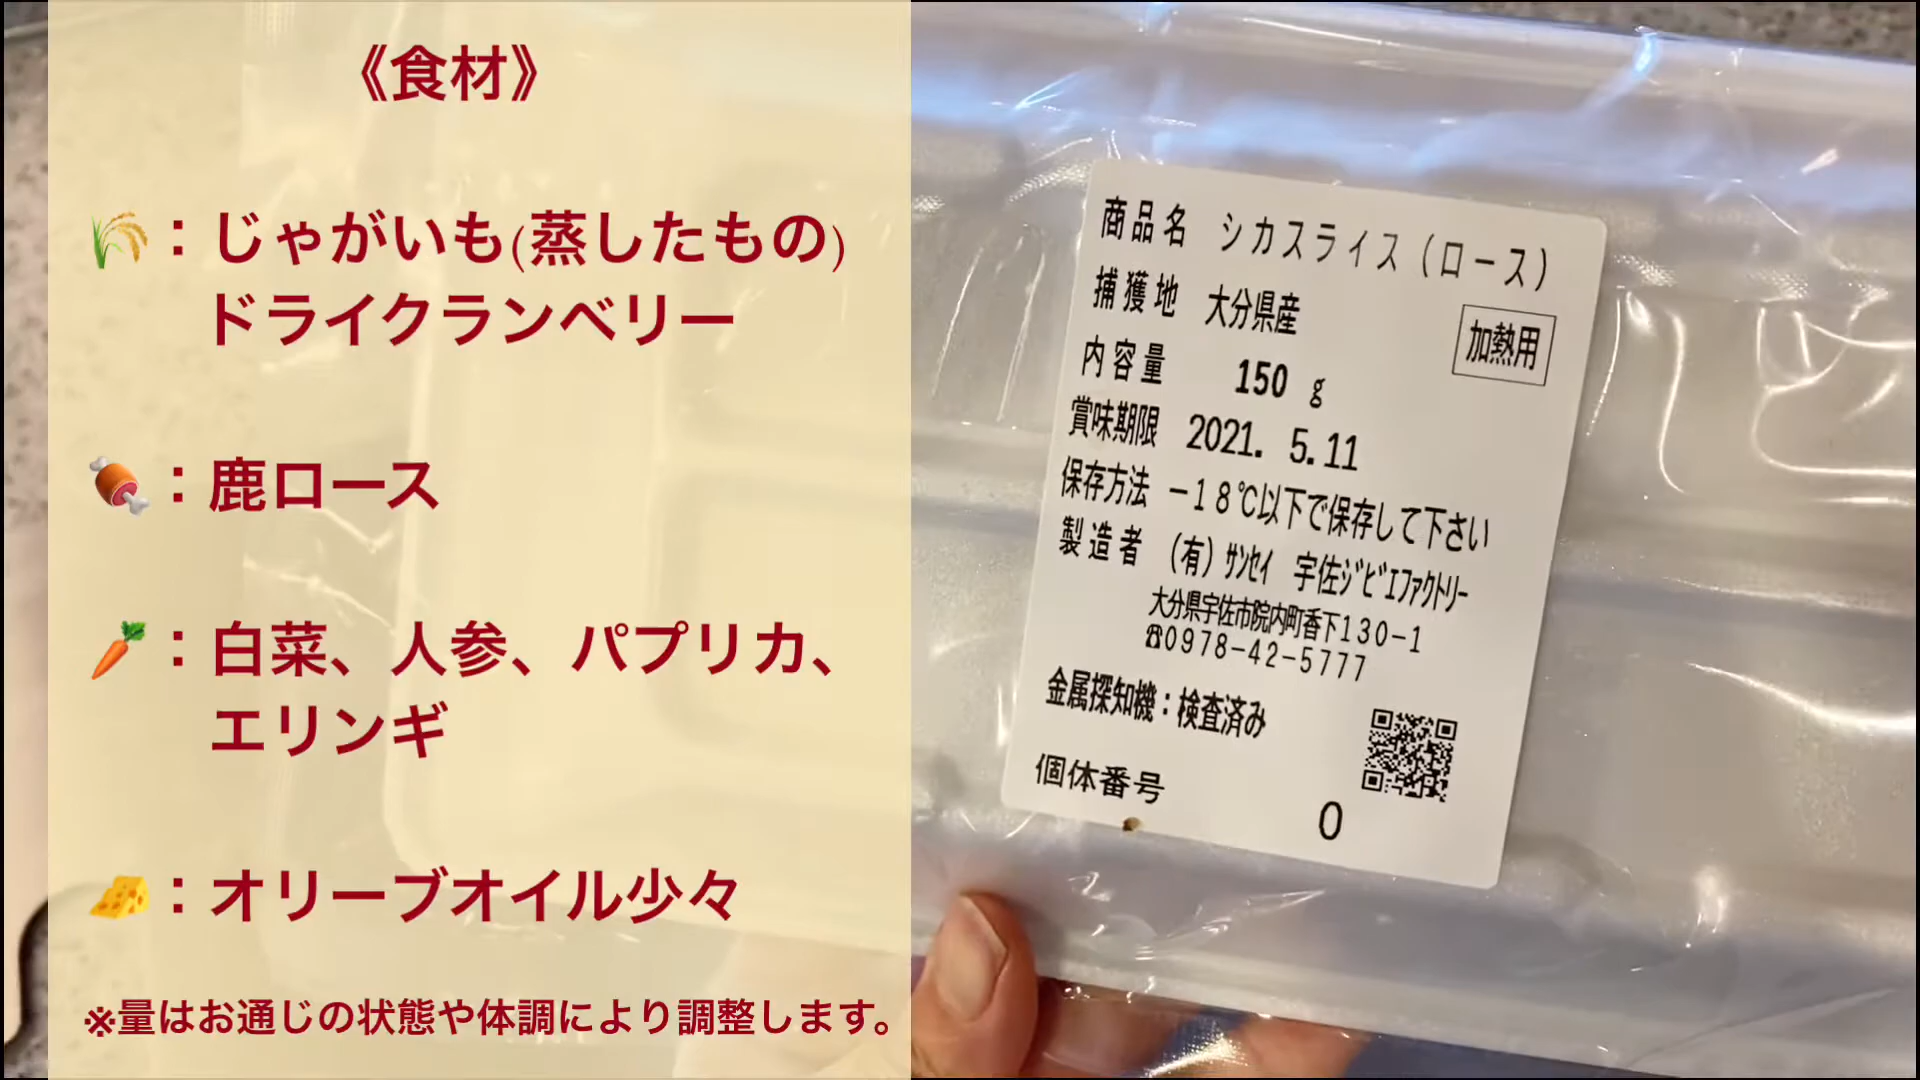 《食材》
：じゃがいも(蒸したもの)
ドライクランベリー
：鹿ロース
：白菜、人参、パプリカ、
エリンギ
：オリーブオイル少々
※量はお通じの状態や体調により調整します。
商品名 シカスライス（ロース）
捕獲地 大分県産
加熱用
内容量 150 g
賞味期限 2021. 5.11
保存方法 －18℃以下で保存して下さい
製造者 （有）ｻﾝｾｲ 宇佐ｼﾞﾋﾞｴﾌｧｸﾄﾘｰ
大分県宇佐市院内町香下130－1
☎0978－42－5777
金属探知機：検査済み
個体番号 0